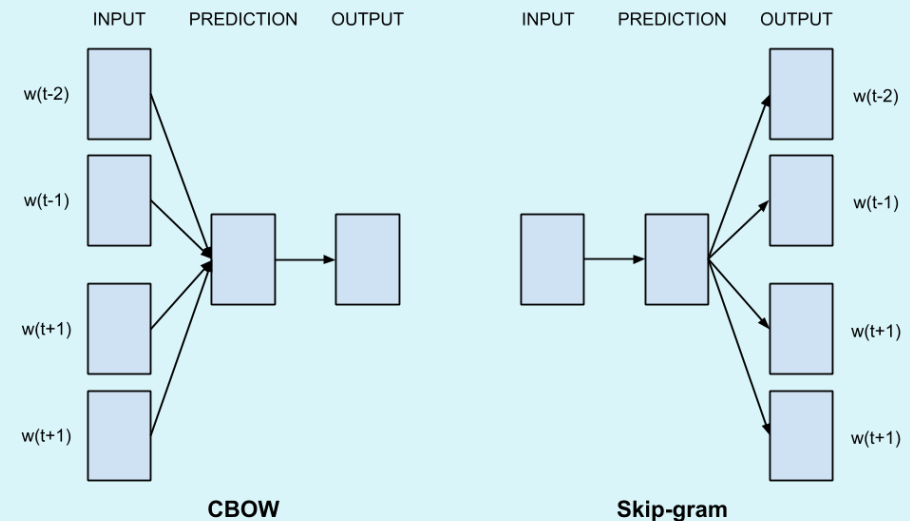 INPUT PREDICTION OUTPUT
w(t-2)
w(t-1)
w(t+1)
w(t+1)
CBOW
INPUT PREDICTION OUTPUT
w(t-2)
w(t-1)
w(t+1)
w(t+1)
Skip-gram